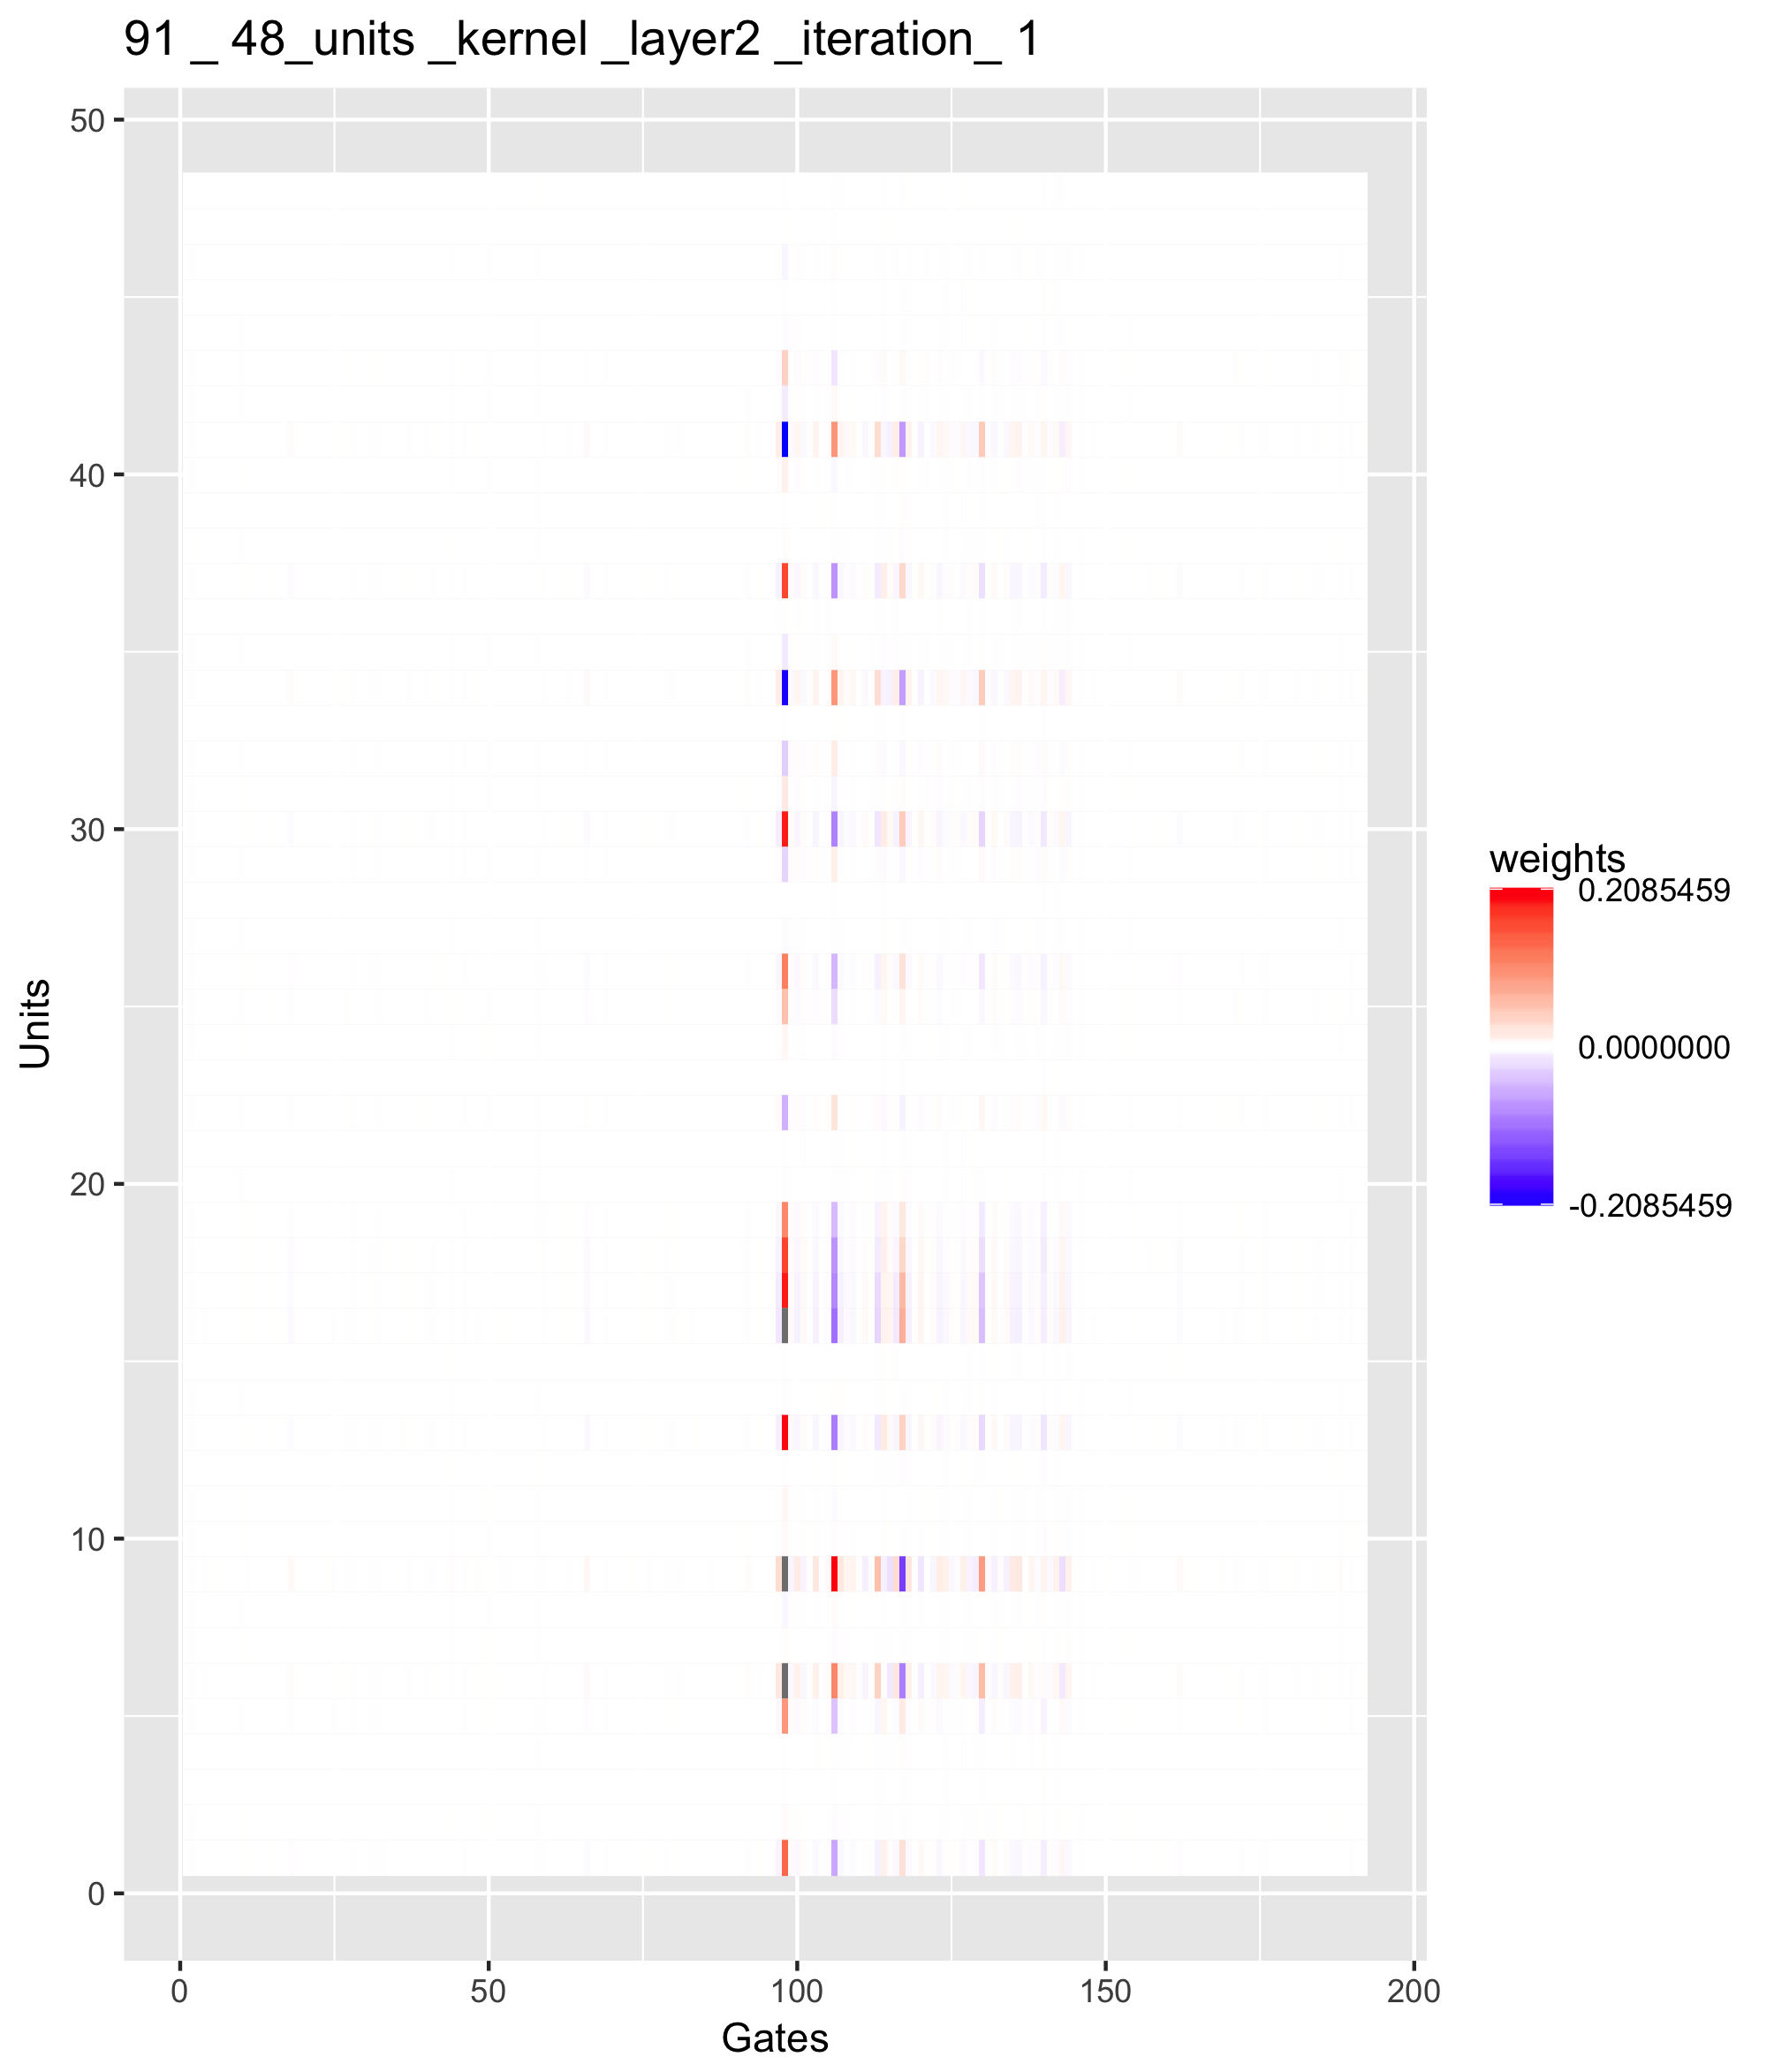 91 _ 48_units _kernel _layer2 _iteration_ 1
50
40
30
20
10
0
Units
0 50 100 150 200
Gates
weights
0.2085459
0.0000000
-0.2085459